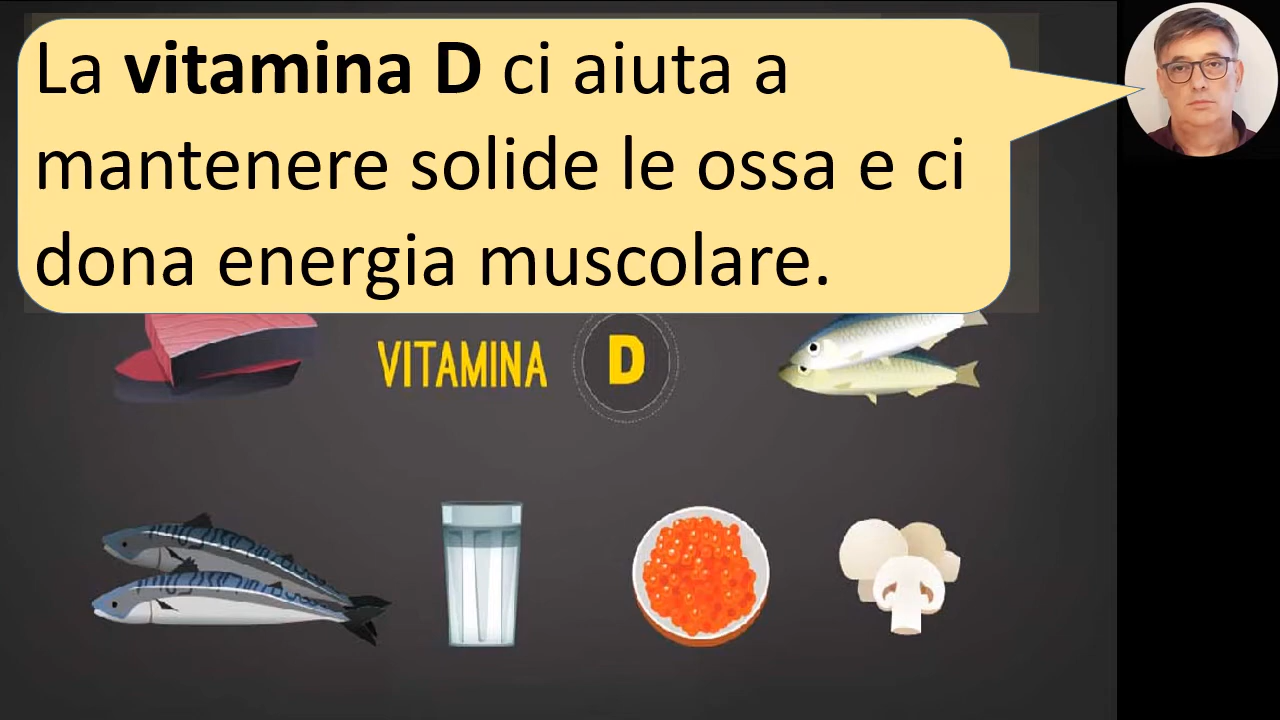 La vitamina D ci aiuta a
mantenere solide le ossa e ci
dona energia muscolare.
VITAMINA D